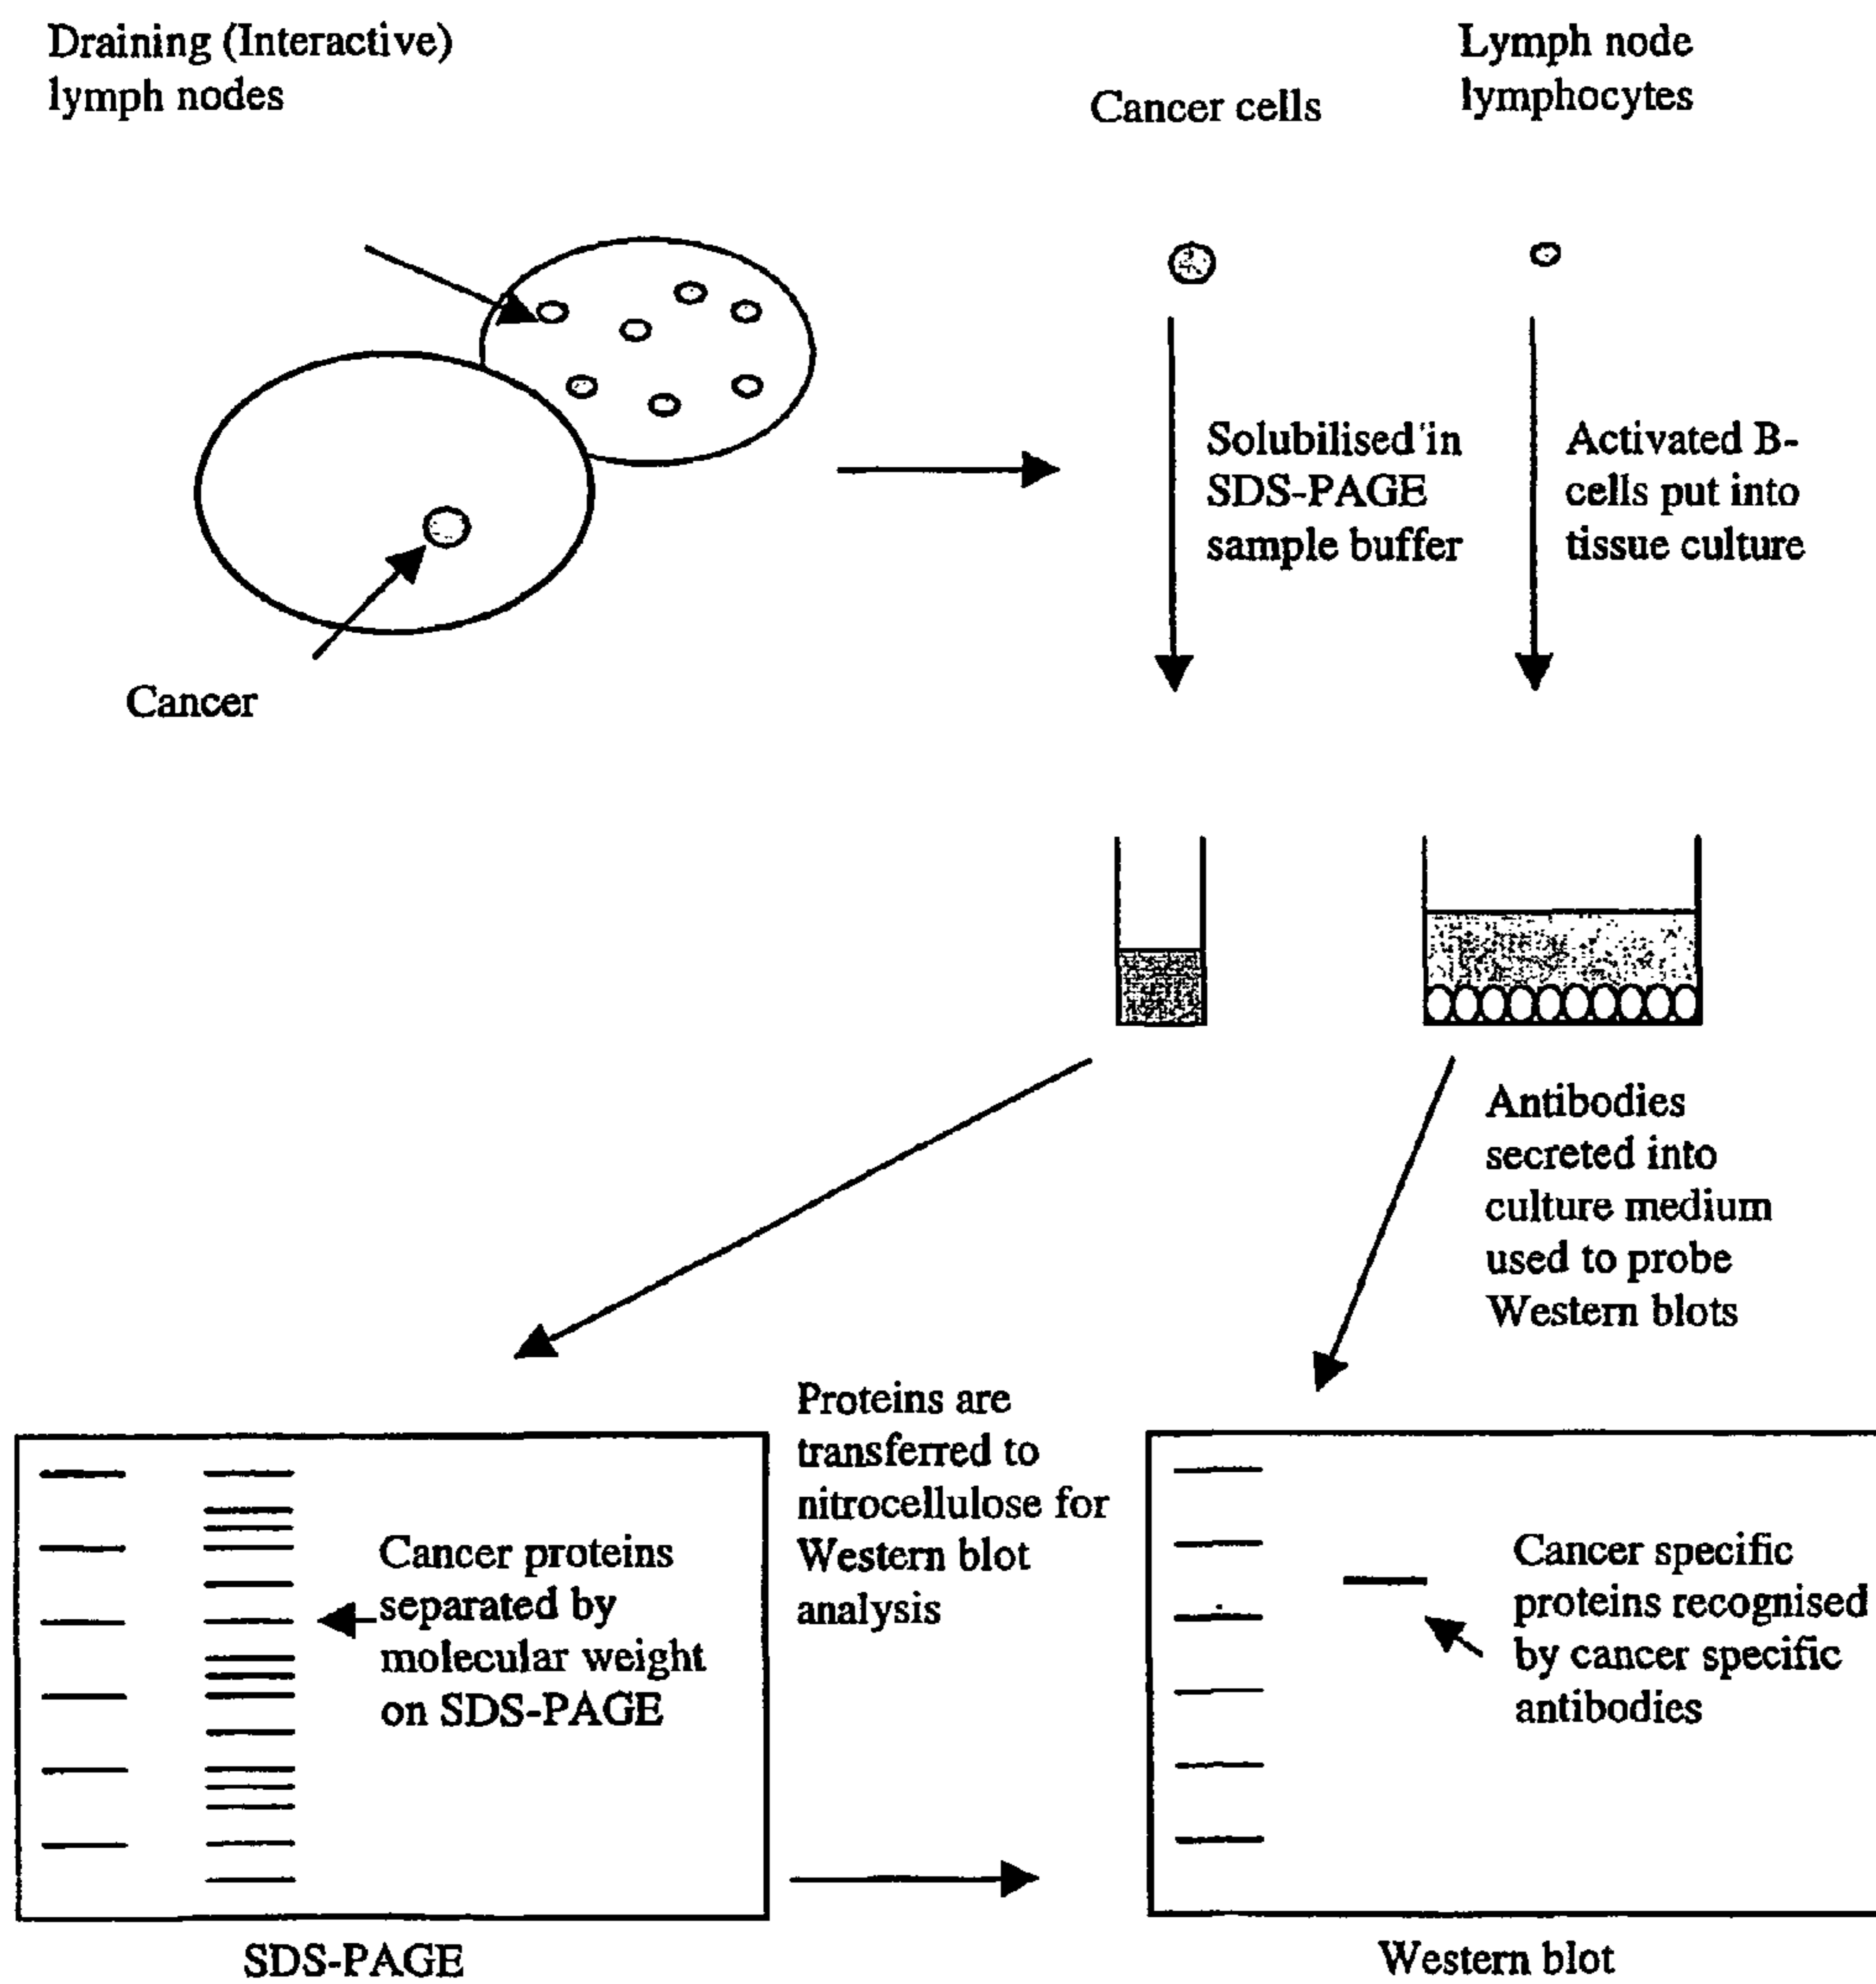 Draining (Interactive)
lymph nodes
Cancer cells
Lymph node
lymphocytes
Cancer
Solubilised in
SDS-PAGE
sample buffer
Activated B-
cells put into
tissue culture
Antibodies
secreted into
culture medium
used to probe
Western blots
Cancer proteins
separated by
molecular weight
on SDS-PAGE
Proteins are
transferred to
nitrocellulose for
Western blot
analysis
Cancer specific
proteins recognised
by cancer specific
antibodies
SDS-PAGE
Western blot